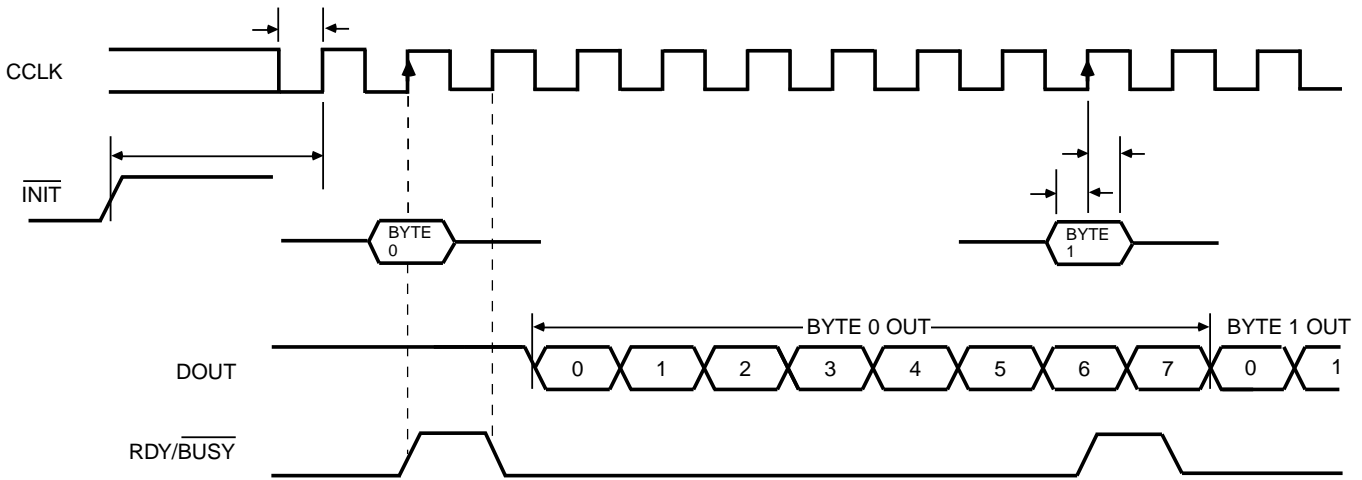 CCLK
INIT
BYTE
0
BYTE
1
BYTE 0 OUT
BYTE 1 OUT
DOUT
0 1 2 3 4 5 6 7 0 1
RDY/BUSY